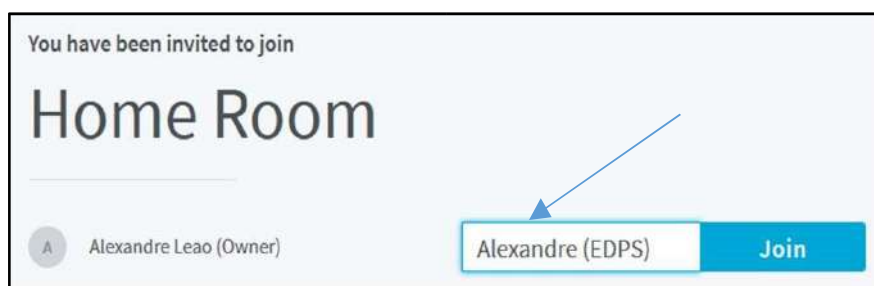 You have been invited to join
Home Room
A
Alexandre Leao (Owner)
Alexandre (EDPS)
Join